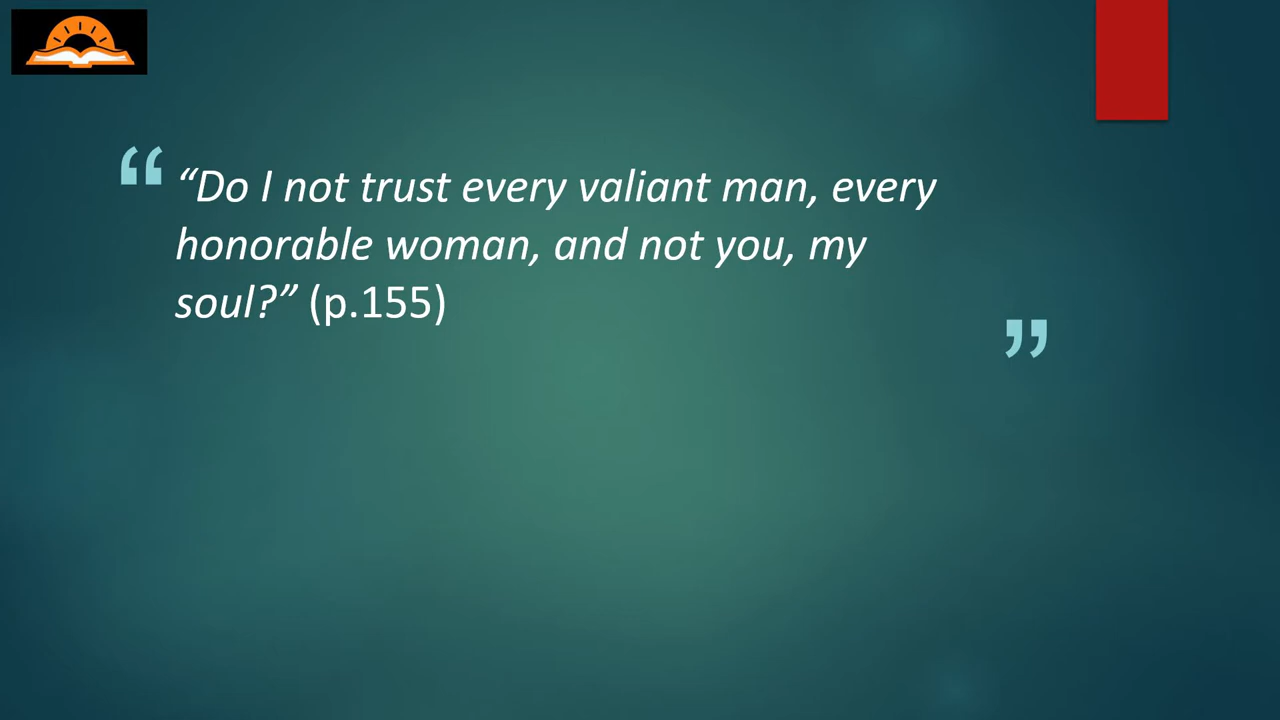 “Do I not trust every valiant man, every
honorable woman, and not you, my
soul?” (p.155)